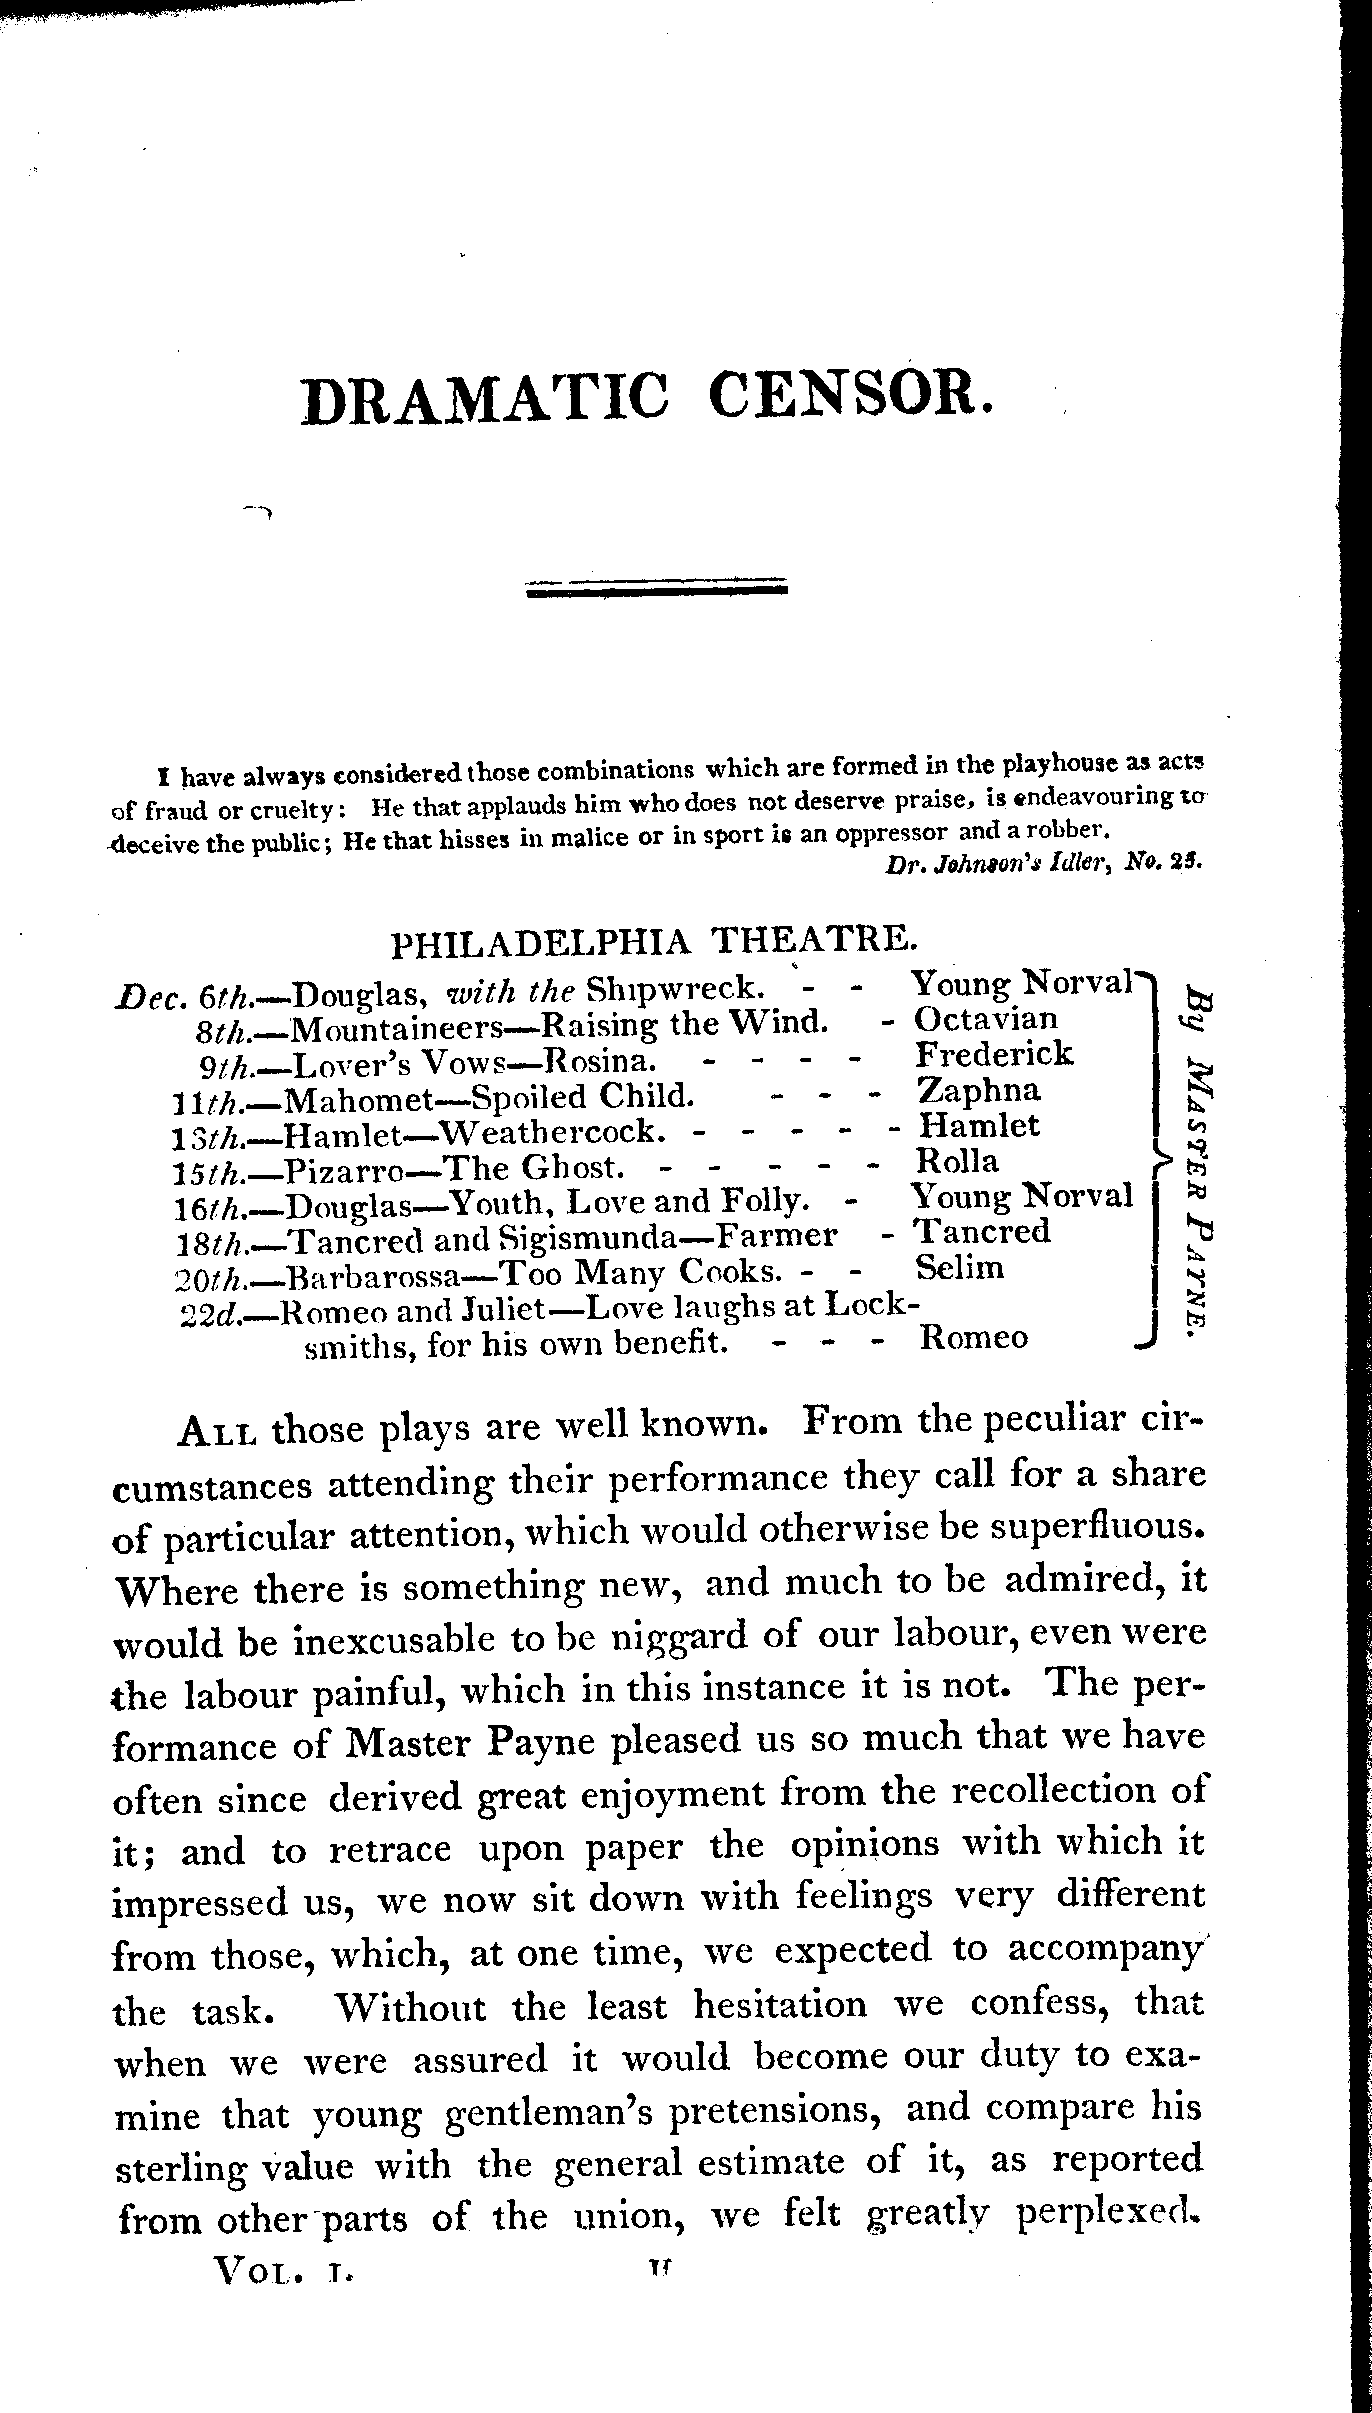 DRAMATIC CENSOR.
I have always considered those combinations which are formed in the playhouse as acts
of fraud or cruelty: He that applauds him who does not deserve praise, is endeavouring to
deceive the public; He that hisses in malice or in sport is an oppressor and a robber.
Dr. Johnson's Idler, No. 25.
PHILADELPHIA THEATRE.
Dec. 6th.—Douglas, with the Shipwreck. - - Young Norval
8th.—Mountaineers—Raising the Wind. - Octavian
9th.—Lover's Vows—Rosina. - - - - Frederick
11th.—Mahomet—Spoiled Child. - - - Zaphna
13th.—Hamlet—Weathercock. - - - - - Hamlet
15th.—Pizarro—The Ghost. - - - - - Rolla
16th.—Douglas—Youth, Love and Folly. - Young Norval
18th.—Tancred and Sigismunda—Farmer - Tancred
20th.—Barbarossa—Too Many Cooks. - - Selim
22d.—Romeo and Juliet—Love laughs at Lock-
smiths, for his own benefit. - - - Romeo
By MASTER PAYNE.
ALL those plays are well known. From the peculiar cir-
cumstances attending their performance they call for a share
of particular attention, which would otherwise be superfluous.
Where there is something new, and much to be admired, it
would be inexcusable to be niggard of our labour, even were
the labour painful, which in this instance it is not. The per-
formance of Master Payne pleased us so much that we have
often since derived great enjoyment from the recollection of
it; and to retrace upon paper the opinions with which it
impressed us, we now sit down with feelings very different
from those, which, at one time, we expected to accompany
the task. Without the least hesitation we confess, that
when we were assured it would become our duty to exa-
mine that young gentleman's pretensions, and compare his
sterling value with the general estimate of it, as reported
from other parts of the union, we felt greatly perplexed.
VOL. I.